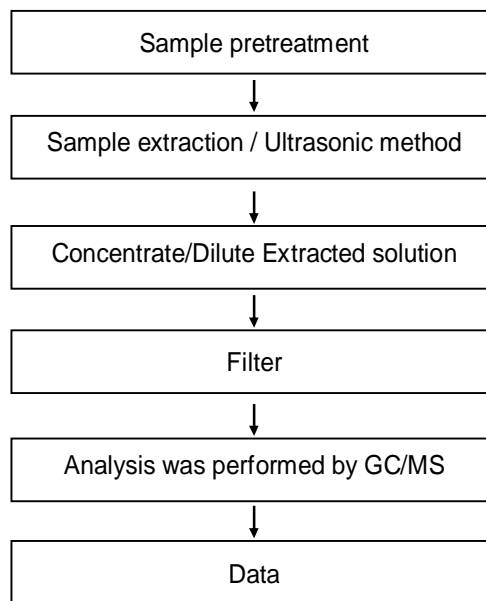 Sample pretreatment
Sample extraction / Ultrasonic method
Concentrate/Dilute Extracted solution
Filter
Analysis was performed by GC/MS
Data